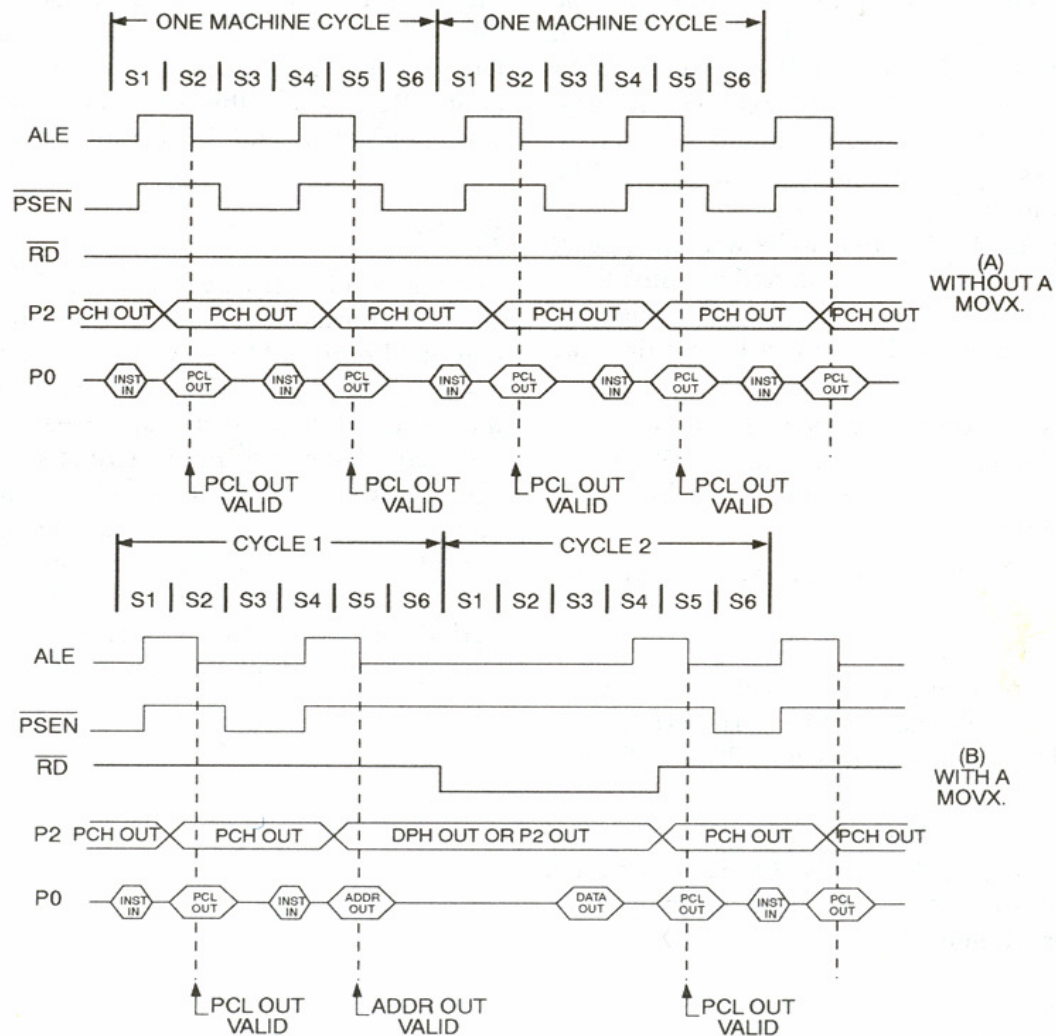 ONE MACHINE CYCLE ONE MACHINE CYCLE
S1 S2 S3 S4 S5 S6 S1 S2 S3 S4 S5 S6
ALE
PSEN
RD
(A)
WITHOUT A
MOVX.
P2 PCH OUT PCH OUT PCH OUT PCH OUT PCH OUT PCH OUT
P0 INST IN PCL OUT INST IN PCL OUT INST IN PCL OUT INST IN PCL OUT INST IN PCL OUT
PCL OUT PCL OUT PCL OUT PCL OUT
VALID VALID VALID VALID
CYCLE 1 CYCLE 2
S1 S2 S3 S4 S5 S6 S1 S2 S3 S4 S5 S6
ALE
PSEN
RD
(B)
WITH A
MOVX.
P2 PCH OUT PCH OUT DPH OUT OR P2 OUT PCH OUT PCH OUT
P0 INST IN PCL OUT INST IN ADDR OUT DATA OUT PCL OUT INST IN PCL OUT
PCL OUT ADDR OUT PCL OUT
VALID VALID VALID